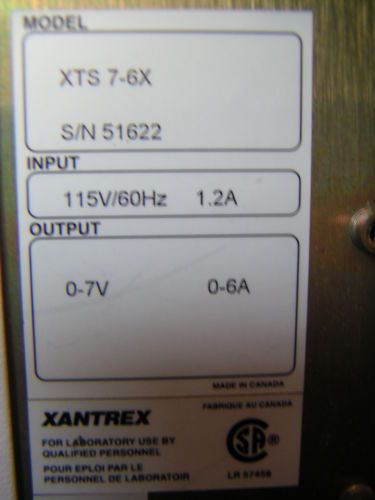 MODEL
XTS 7-6X
S/N 51622
INPUT
115V/60Hz 1.2A
OUTPUT
0-7V 0-6A
MADE IN CANADA
FABRIQUE AU CANADA
XANTREX
FOR LABORATORY USE BY
QUALIFIED PERSONNEL
POUR EPLOI PAR LE
PERSONNEL DE LABORATOIR
SA ®
LR 57456